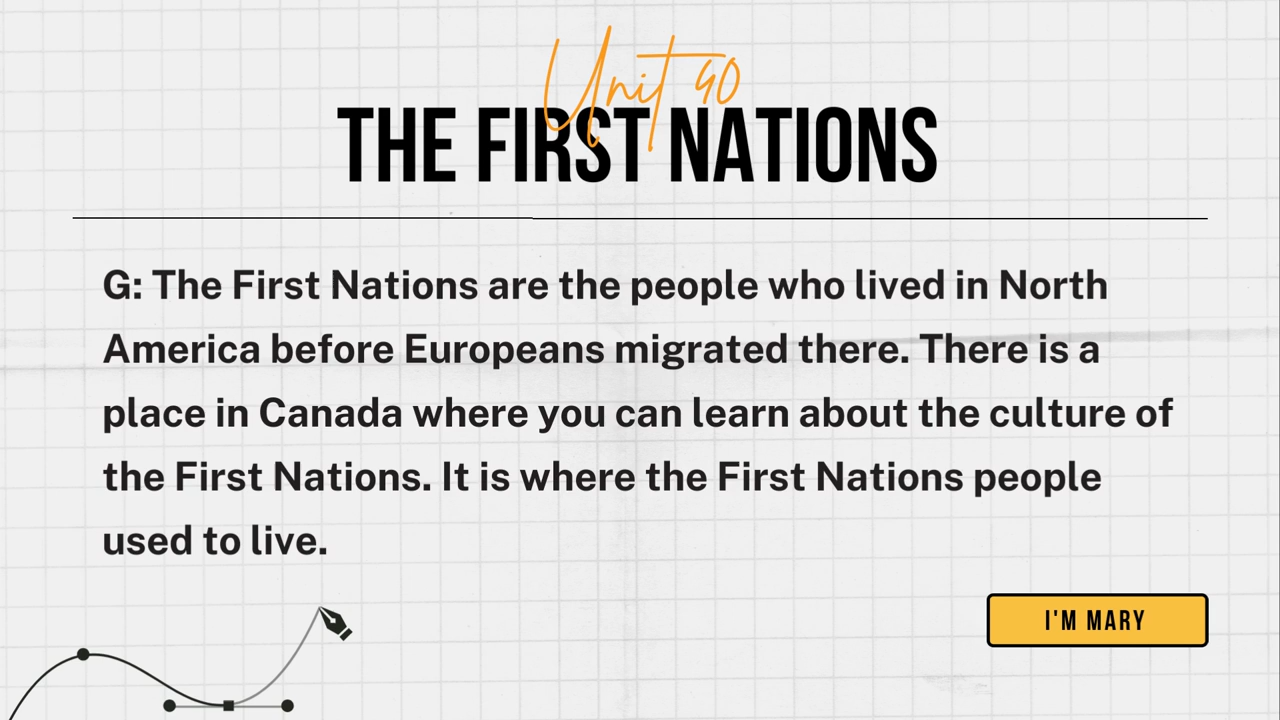 Unit 40
THE FIRST NATIONS
G: The First Nations are the people who lived in North
America before Europeans migrated there. There is a
place in Canada where you can learn about the culture of
the First Nations. It is where the First Nations people
used to live.
I'M MARY